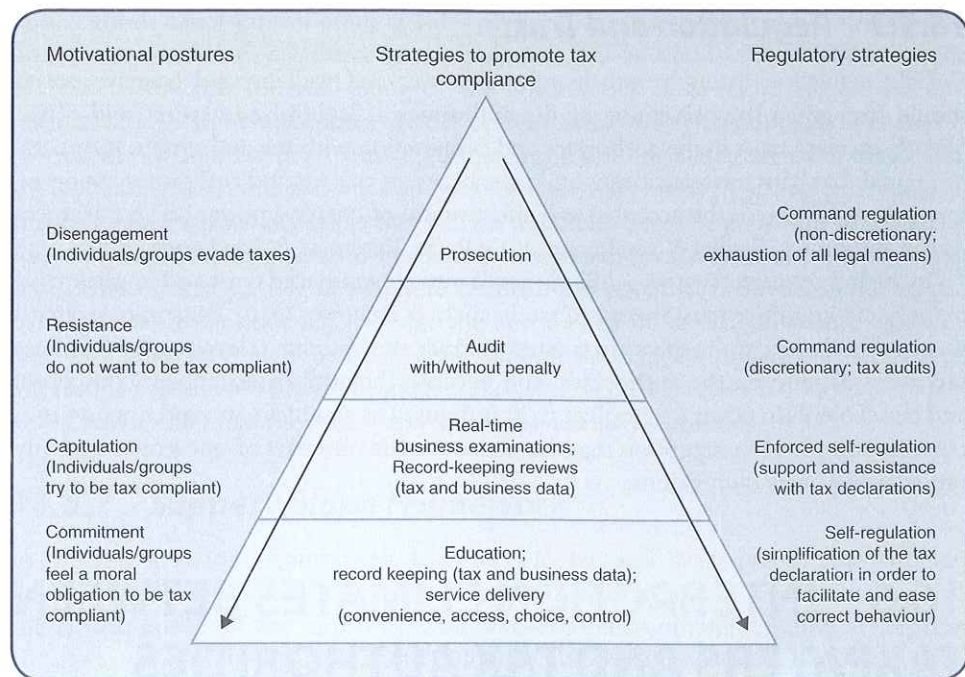 Motivational postures
Strategies to promote tax
compliance
Regulatory strategies
Disengagement
(Individuals/groups evade taxes)
Prosecution
Command regulation
(non-discretionary;
exhaustion of all legal means)
Resistance
(Individuals/groups
do not want to be tax compliant)
Audit
with/without penalty
Command regulation
(discretionary; tax audits)
Capitulation
(Individuals/groups
try to be tax compliant)
Real-time
business examinations;
Record-keeping reviews
(tax and business data)
Enforced self-regulation
(support and assistance
with tax declarations)
Commitment
(Individuals/groups
feel a moral
obligation to be tax
compliant)
Education;
record keeping (tax and business data);
service delivery
(convenience, access, choice, control)
Self-regulation
(simplification of the tax
declaration in order to
facilitate and ease
correct behaviour)